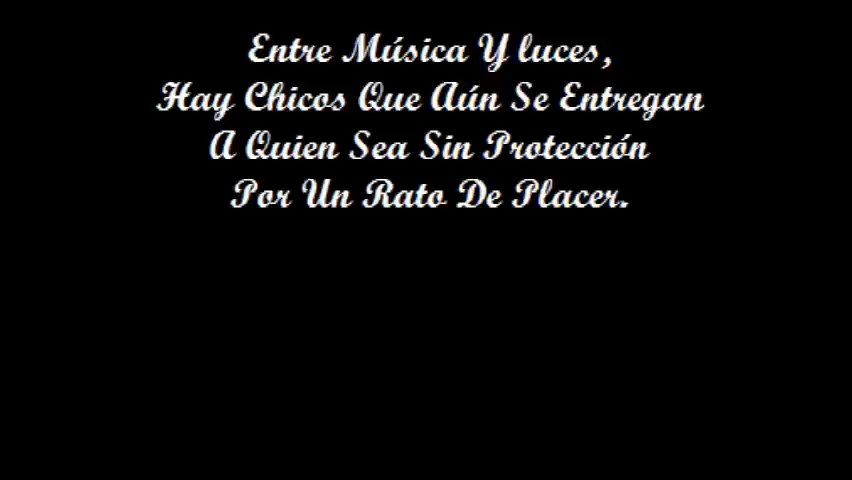 Entre Música Y luces,
Hay Chicos Que Aún Se Entregan
A Quien Sea Sin Protección
Por Un Rato De Placer.